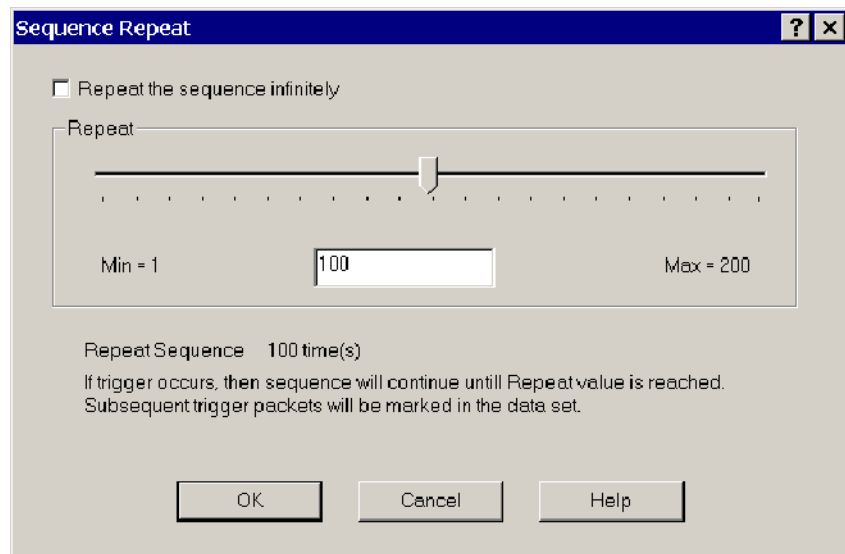 Sequence Repeat
Repeat the sequence infinitely
Repeat
Min = 1
100
Max = 200
Repeat Sequence 100 time(s)
If trigger occurs, then sequence will continue untill Repeat value is reached.
Subsequent trigger packets will be marked in the data set.
OK
Cancel
Help